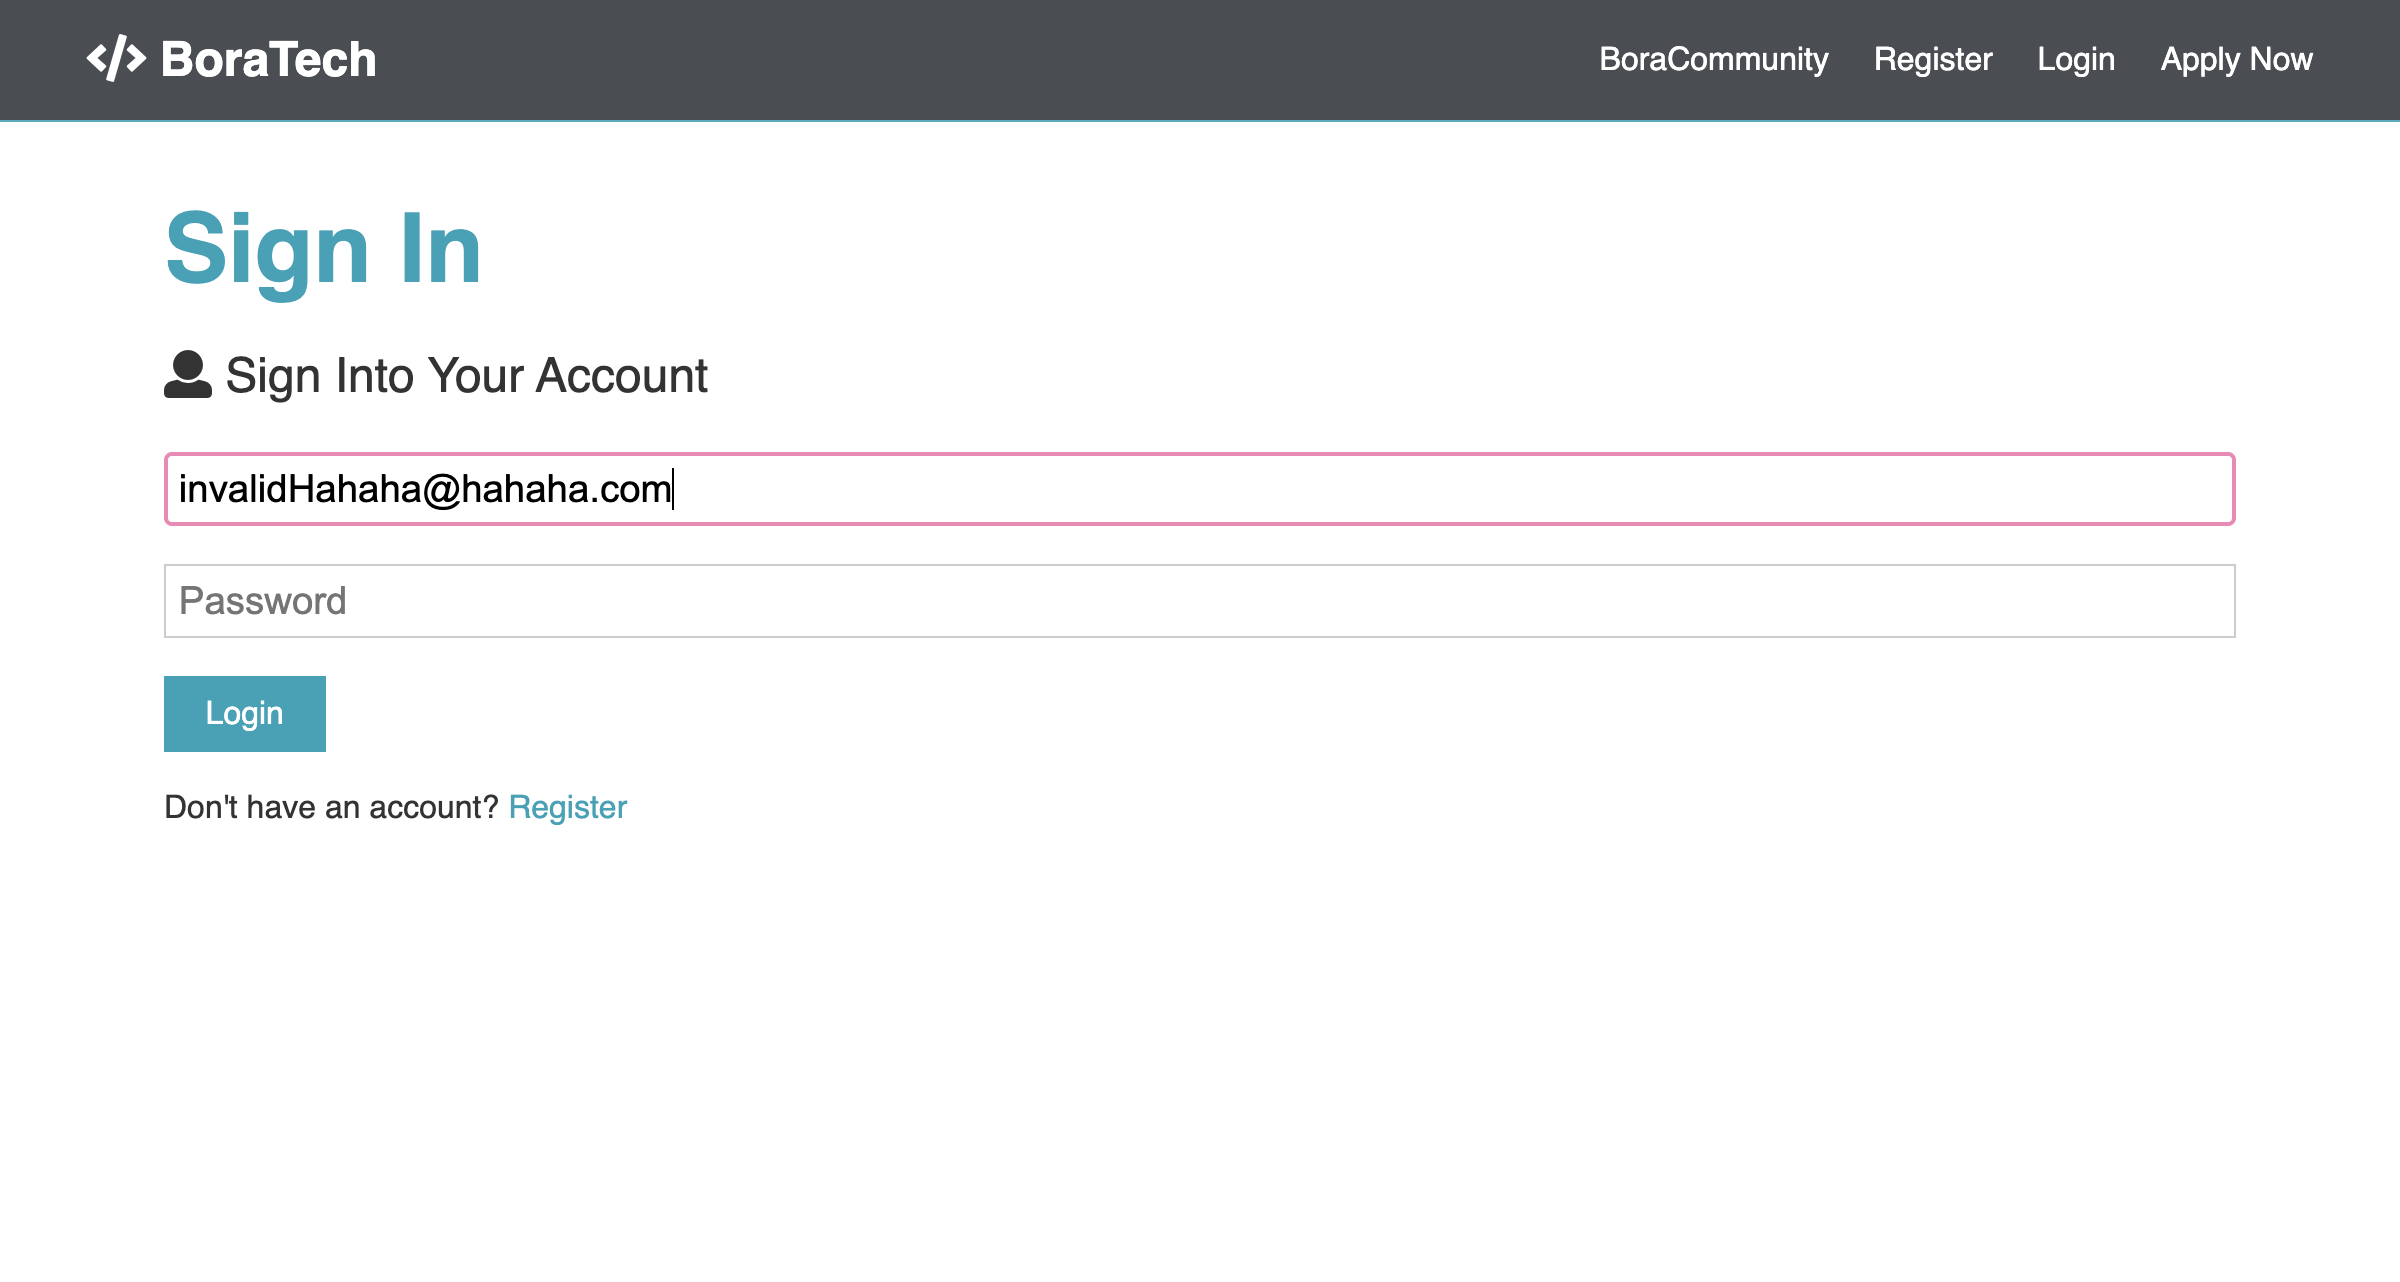 BoraTech
BoraCommunity Register Login Apply Now
Sign In
Sign Into Your Account
invalidHahaha@hahaha.com
Password
Login
Don't have an account? Register